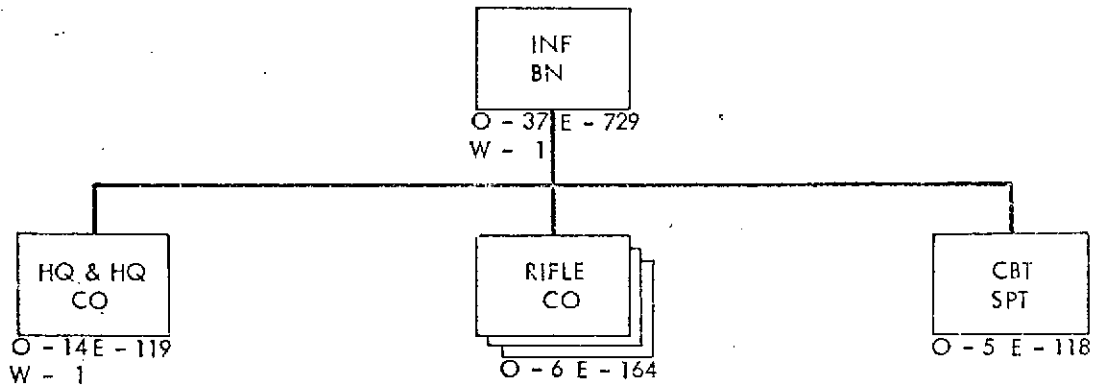 INF
BN
O - 37 E - 729
W - 1
HQ & HQ
CO
O - 14 E - 119
W - 1
RIFLE
CO
O - 6 E - 164
CBT
SPT
O - 5 E - 118